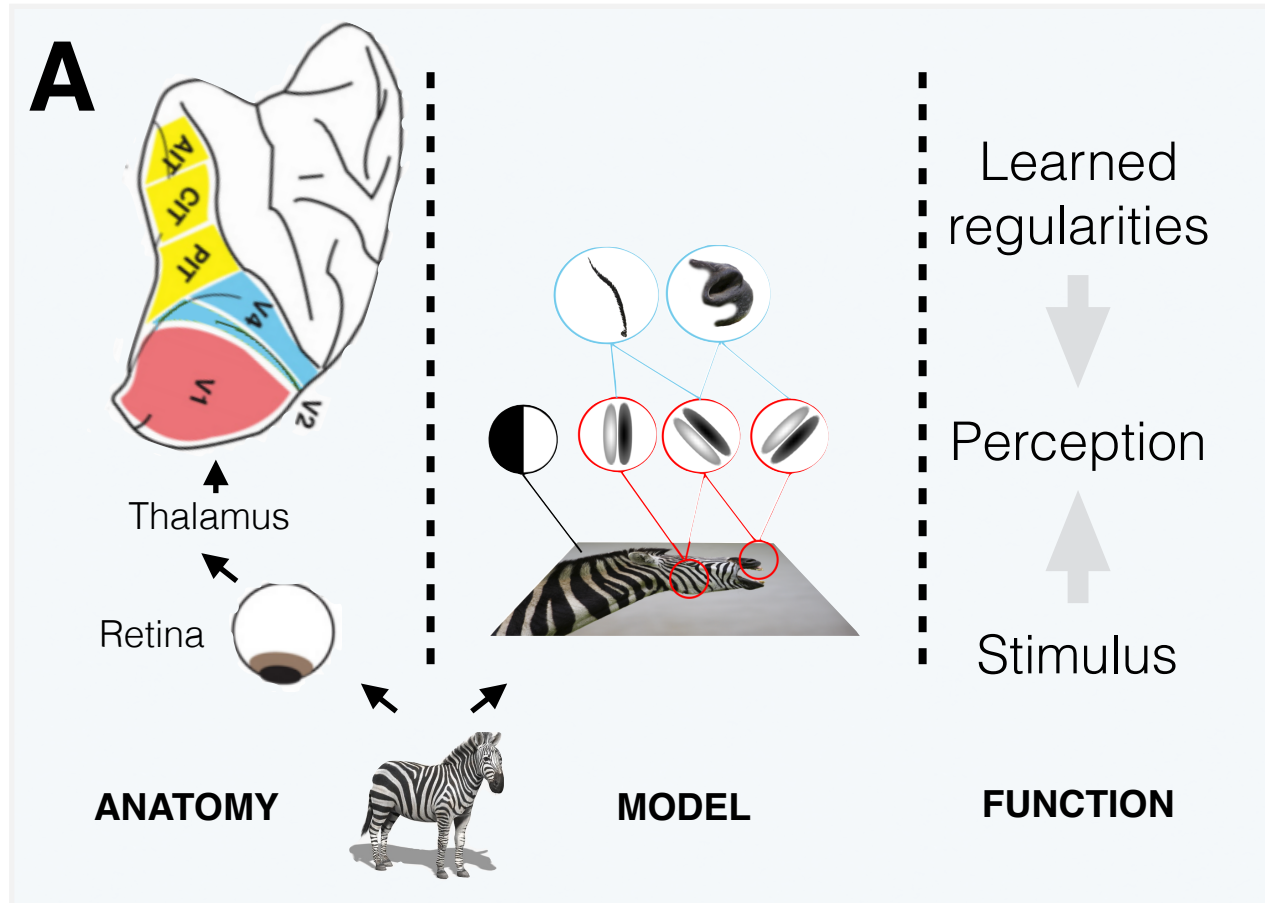 A
AIT
CIT
PIT
V4
V1
V2
Thalamus
Retina
ANATOMY
MODEL
Learned
regularities
Perception
Stimulus
FUNCTION